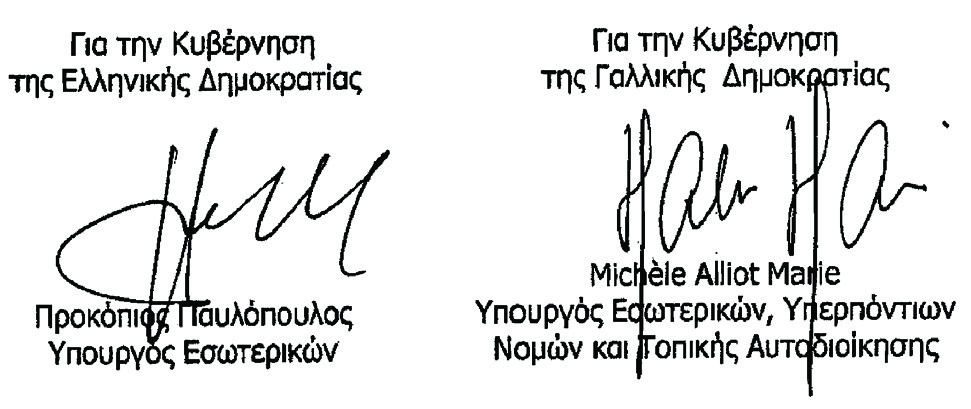 Για την Κυβέρνηση
της Ελληνικής Δημοκρατίας
Προκόπιος Παυλόπουλος
Υπουργός Εσωτερικών
Για την Κυβέρνηση
της Γαλλικής Δημοκρατίας
Michèle Alliot Marie
Υπουργός Εσωτερικών, Υπερπόντιων
Νομών και Τοπικής Αυτοδιοίκησης